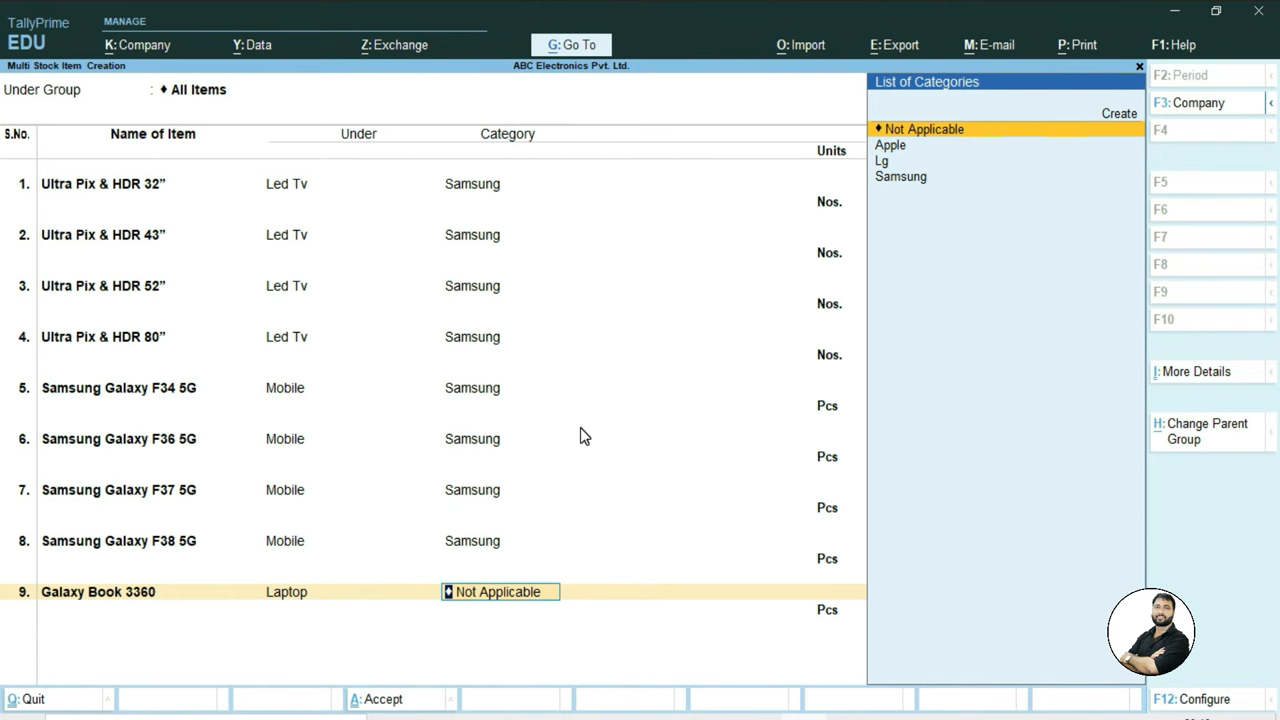 TallyPrime
EDU
MANAGE
K: Company
Y: Data
Z: Exchange
G: Go To
O: Import
E: Export
M: E-mail
P: Print
F1: Help
Multi Stock Item Creation
ABC Electronics Pvt. Ltd.
Under Group : ♦ All Items
S.No. Name of Item Under Category
Units
1. Ultra Pix & HDR 32” Led Tv Samsung
Nos.
2. Ultra Pix & HDR 43” Led Tv Samsung
Nos.
3. Ultra Pix & HDR 52” Led Tv Samsung
Nos.
4. Ultra Pix & HDR 80” Led Tv Samsung
Nos.
5. Samsung Galaxy F34 5G Mobile Samsung
Pcs
6. Samsung Galaxy F36 5G Mobile Samsung
Pcs
7. Samsung Galaxy F37 5G Mobile Samsung
Pcs
8. Samsung Galaxy F38 5G Mobile Samsung
Pcs
9. Galaxy Book 3360 Laptop ♦ Not Applicable
Pcs
List of Categories
Create
♦ Not Applicable
Apple
Lg
Samsung
F2: Period
F3: Company
F4
F5
F6
F7
F8
F9
F10
I: More Details
H: Change Parent
Group
Q: Quit
A: Accept
F12: Configure